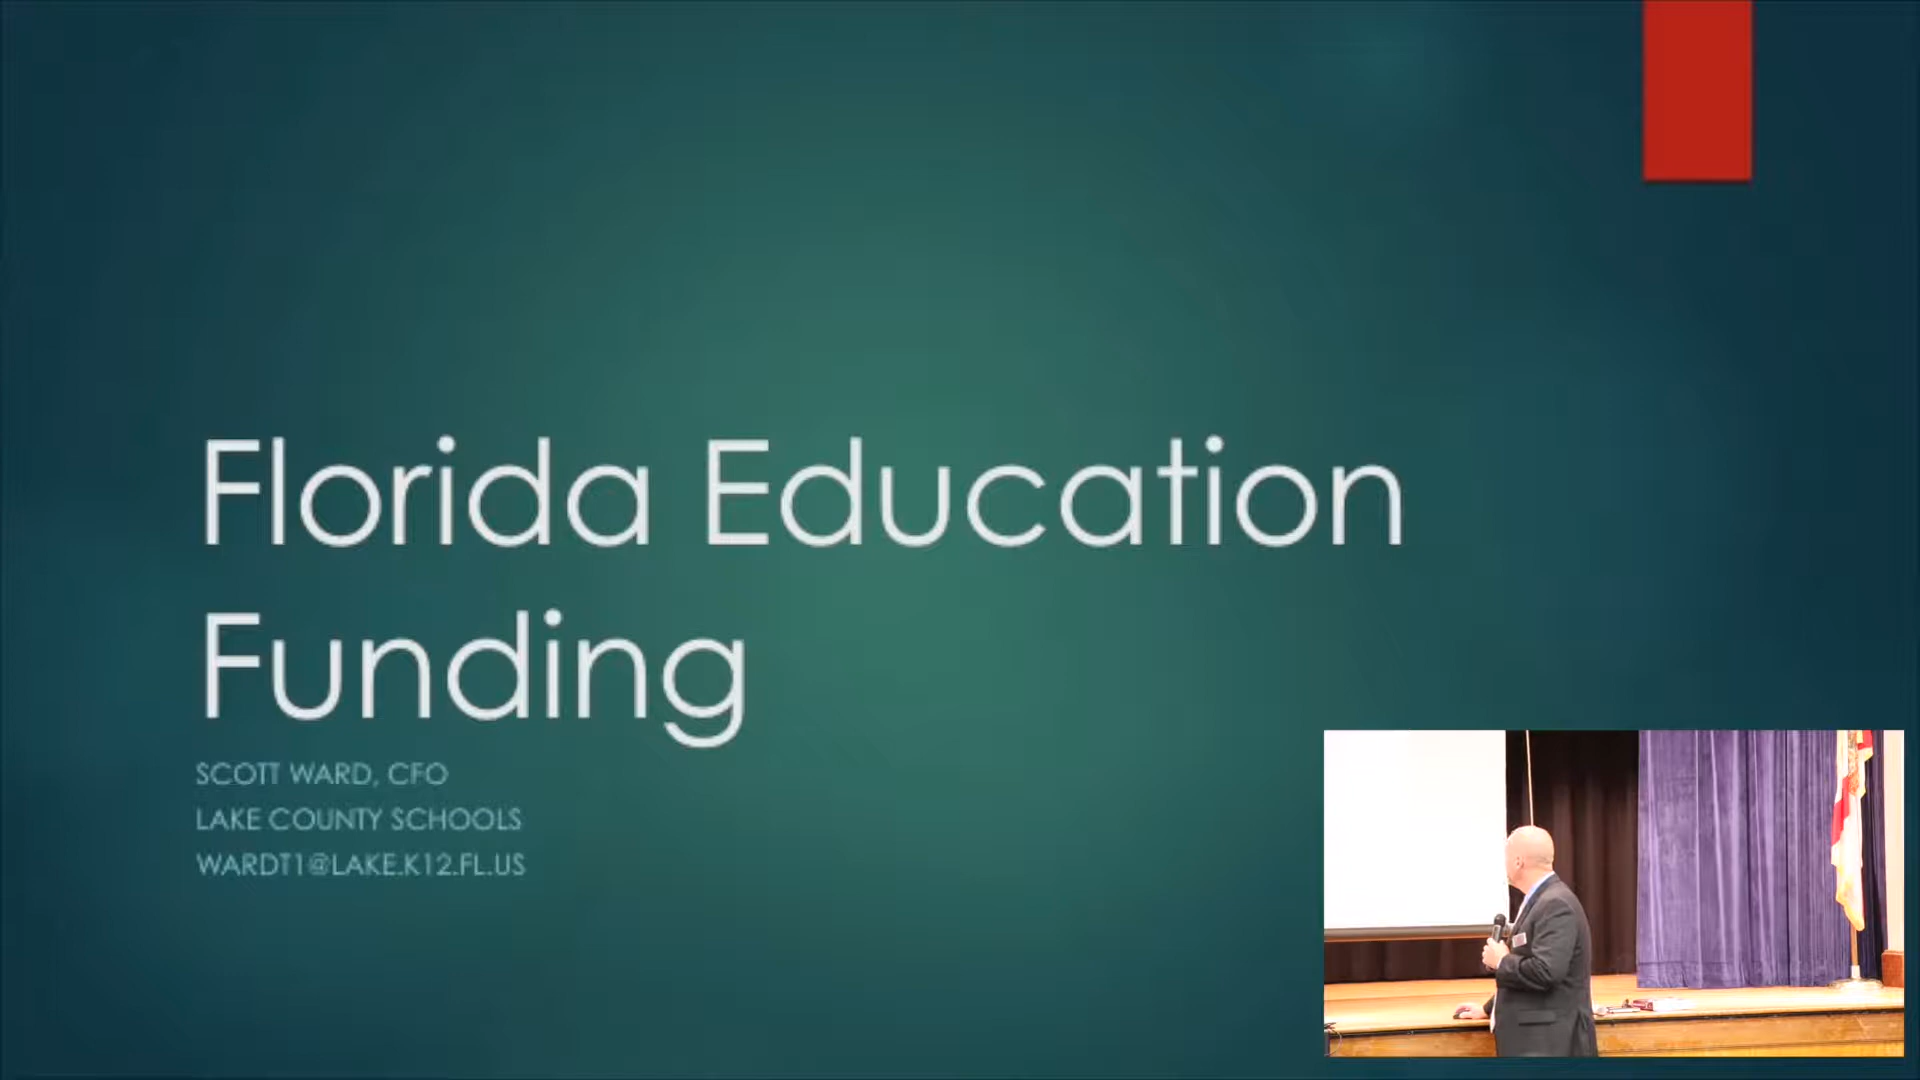 Florida Education
Funding
SCOTT WARD, CFO
LAKE COUNTY SCHOOLS
WARDT1@LAKE.K12.FL.US